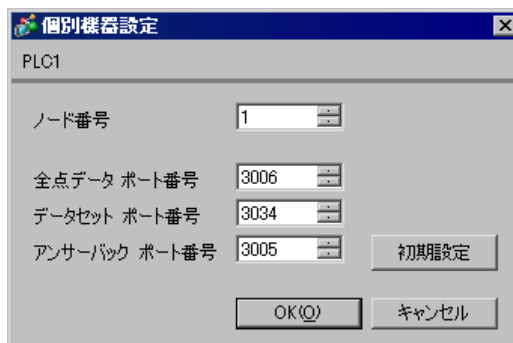 個別機器設定
PLC1
ノード番号 1
全点データ ポート番号 3006
データセット ポート番号 3034
アンサーバック ポート番号 3005 初期設定
OK(O) キャンセル